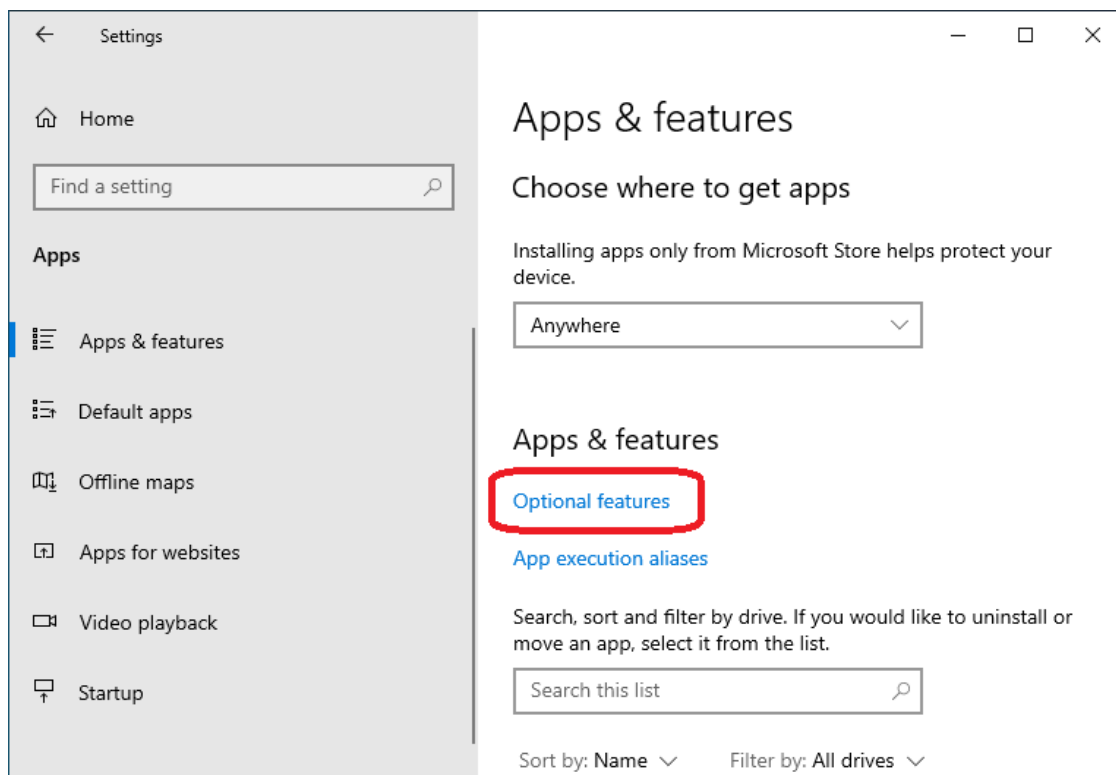 Settings
Home
Find a setting
Apps
Apps & features
Default apps
Offline maps
Apps for websites
Video playback
Startup
Apps & features
Choose where to get apps
Installing apps only from Microsoft Store helps protect your
device.
Anywhere
Apps & features
Optional features
App execution aliases
Search, sort and filter by drive. If you would like to uninstall or
move an app, select it from the list.
Search this list
Sort by: Name Filter by: All drives